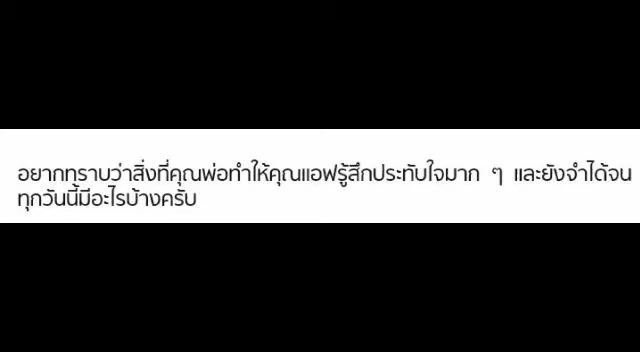 อยากทราบว่าสิ่งที่คุณพ่อทำให้คุณแอฟรู้สึกประทับใจมาก ๆ และยังจำได้จน
ทุกวันนี้มีอะไรบ้างครับ